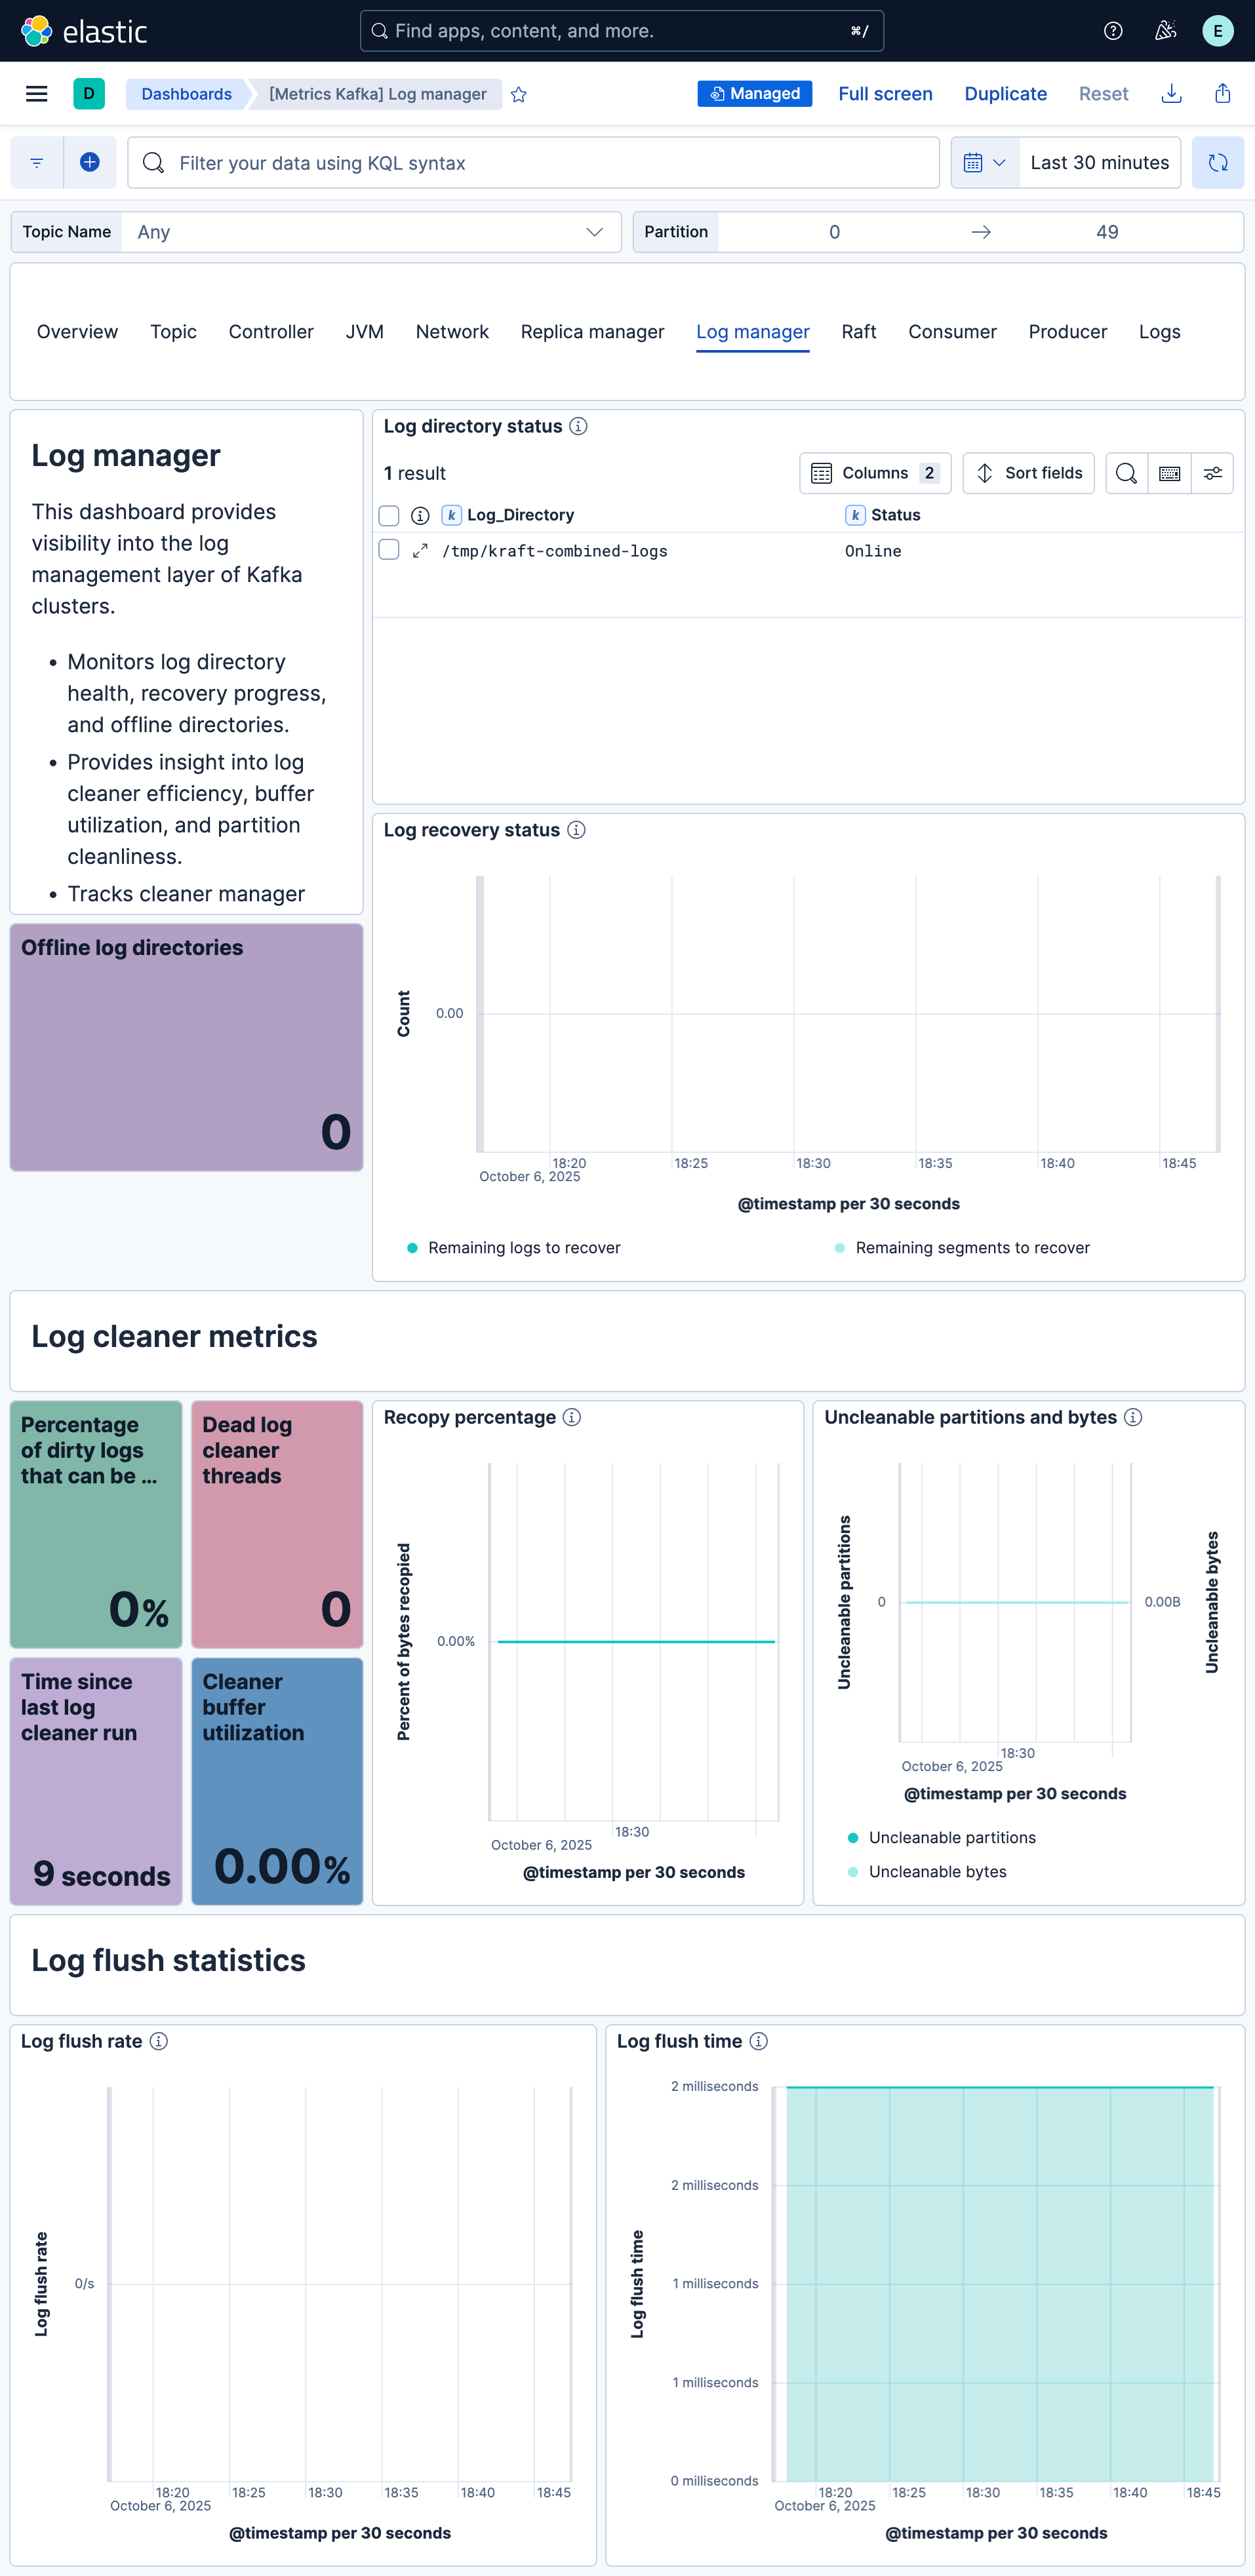 elastic
Find apps, content, and more.
⌘/
E
D
Dashboards
[Metrics Kafka] Log manager
Managed
Full screen
Duplicate
Reset
Filter your data using KQL syntax
Last 30 minutes
Topic Name
Any
Partition
0
→
49
Overview
Topic
Controller
JVM
Network
Replica manager
Log manager
Raft
Consumer
Producer
Logs
Log manager
This dashboard provides
visibility into the log
management layer of Kafka
clusters.
• Monitors log directory
health, recovery progress,
and offline directories.
• Provides insight into log
cleaner efficiency, buffer
utilization, and partition
cleanliness.
• Tracks cleaner manager
Log directory status
1 result
Columns 2
Sort fields
k Log_Directory
k Status
/tmp/kraft-combined-logs
Online
Offline log directories
0
Log recovery status
Count
0.00
18:20
18:25
18:30
18:35
18:40
18:45
October 6, 2025
@timestamp per 30 seconds
Remaining logs to recover
Remaining segments to recover
Log cleaner metrics
Percentage
of dirty logs
that can be ...
0%
Dead log
cleaner
threads
0
Time since
last log
cleaner run
9 seconds
Cleaner
buffer
utilization
0.00%
Recopy percentage
Percent of bytes recopied
0.00%
18:30
October 6, 2025
@timestamp per 30 seconds
Uncleanable partitions and bytes
Uncleanable partitions
0
0.00B
Uncleanable bytes
18:30
October 6, 2025
@timestamp per 30 seconds
Uncleanable partitions
Uncleanable bytes
Log flush statistics
Log flush rate
Log flush rate
0/s
18:20
18:25
18:30
18:35
18:40
18:45
October 6, 2025
@timestamp per 30 seconds
Log flush time
Log flush time
2 milliseconds
2 milliseconds
1 milliseconds
1 milliseconds
0 milliseconds
18:20
18:25
18:30
18:35
18:40
18:45
October 6, 2025
@timestamp per 30 seconds